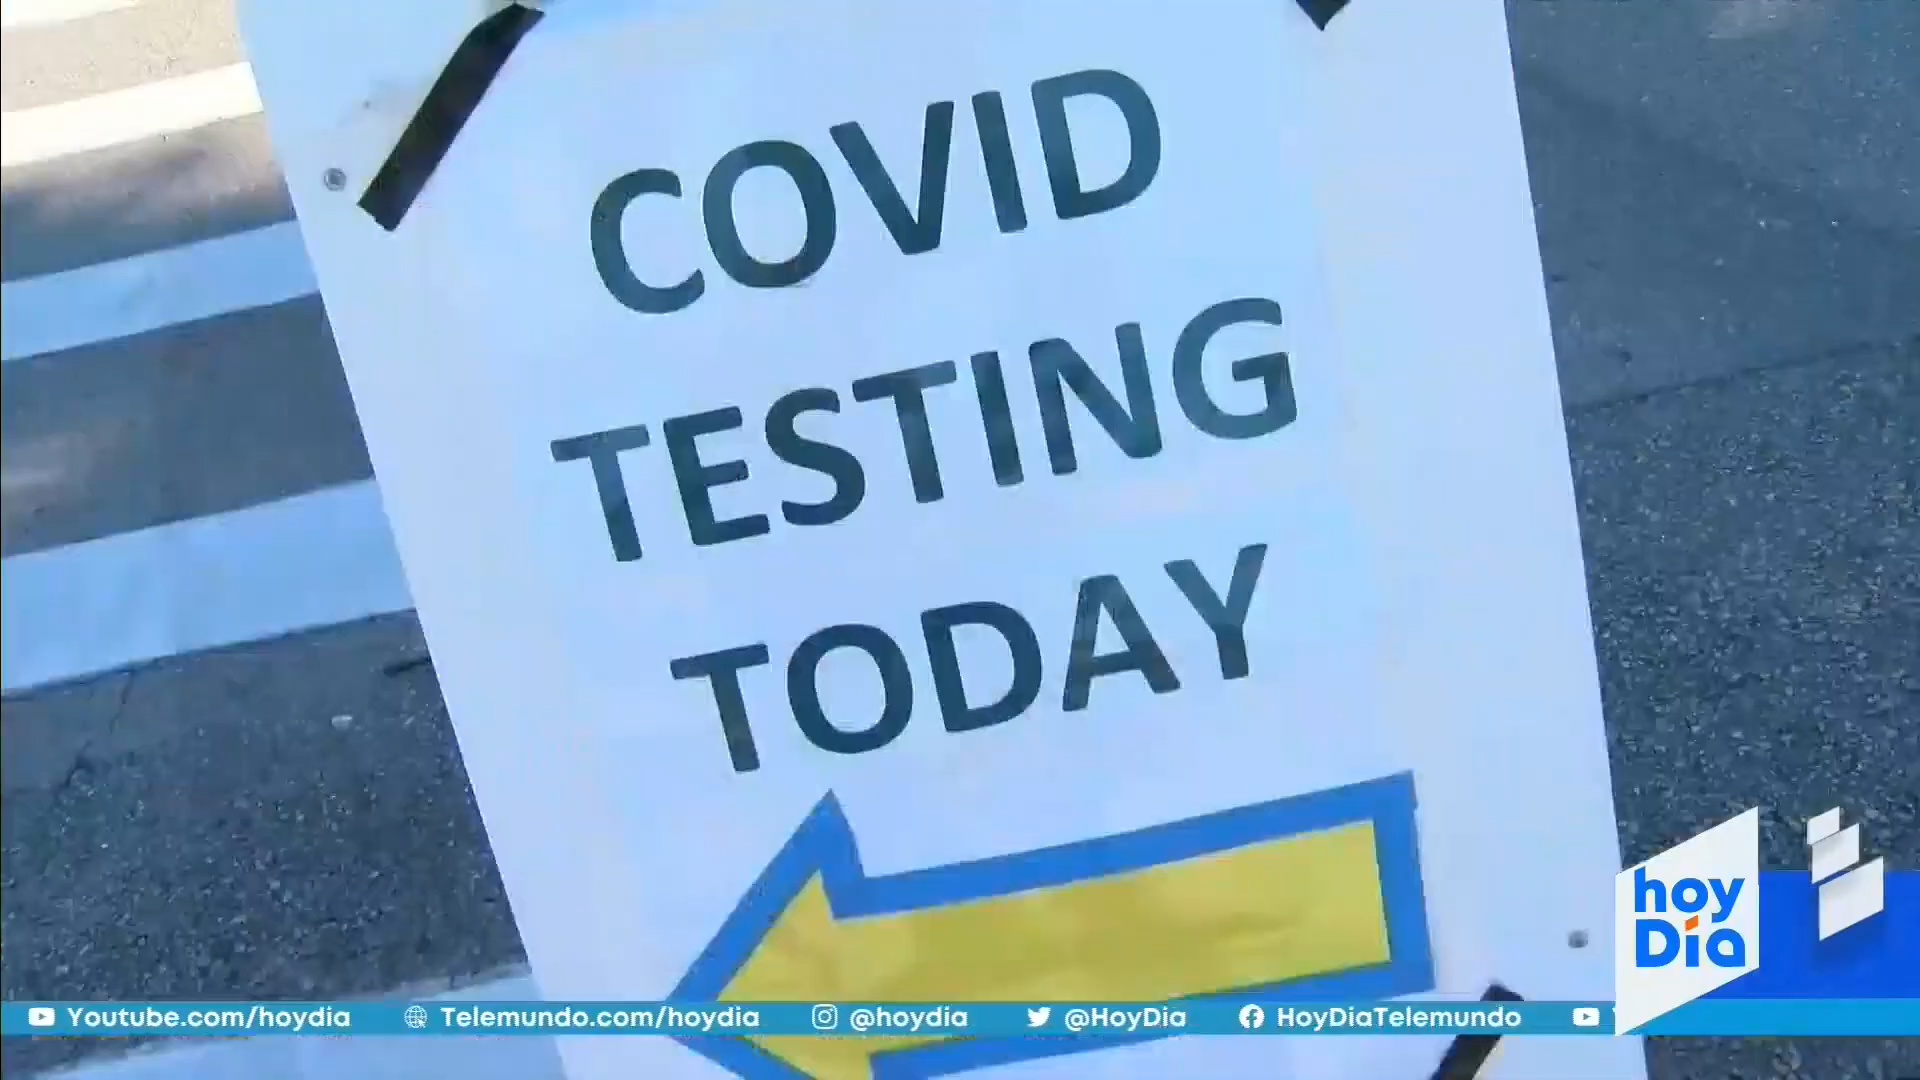 COVID
TESTING
TODAY
hoy
Día
Youtube.com/hoydia Telemundo.com/hoydia @hoydia @HoyDia HoyDiaTelemundo